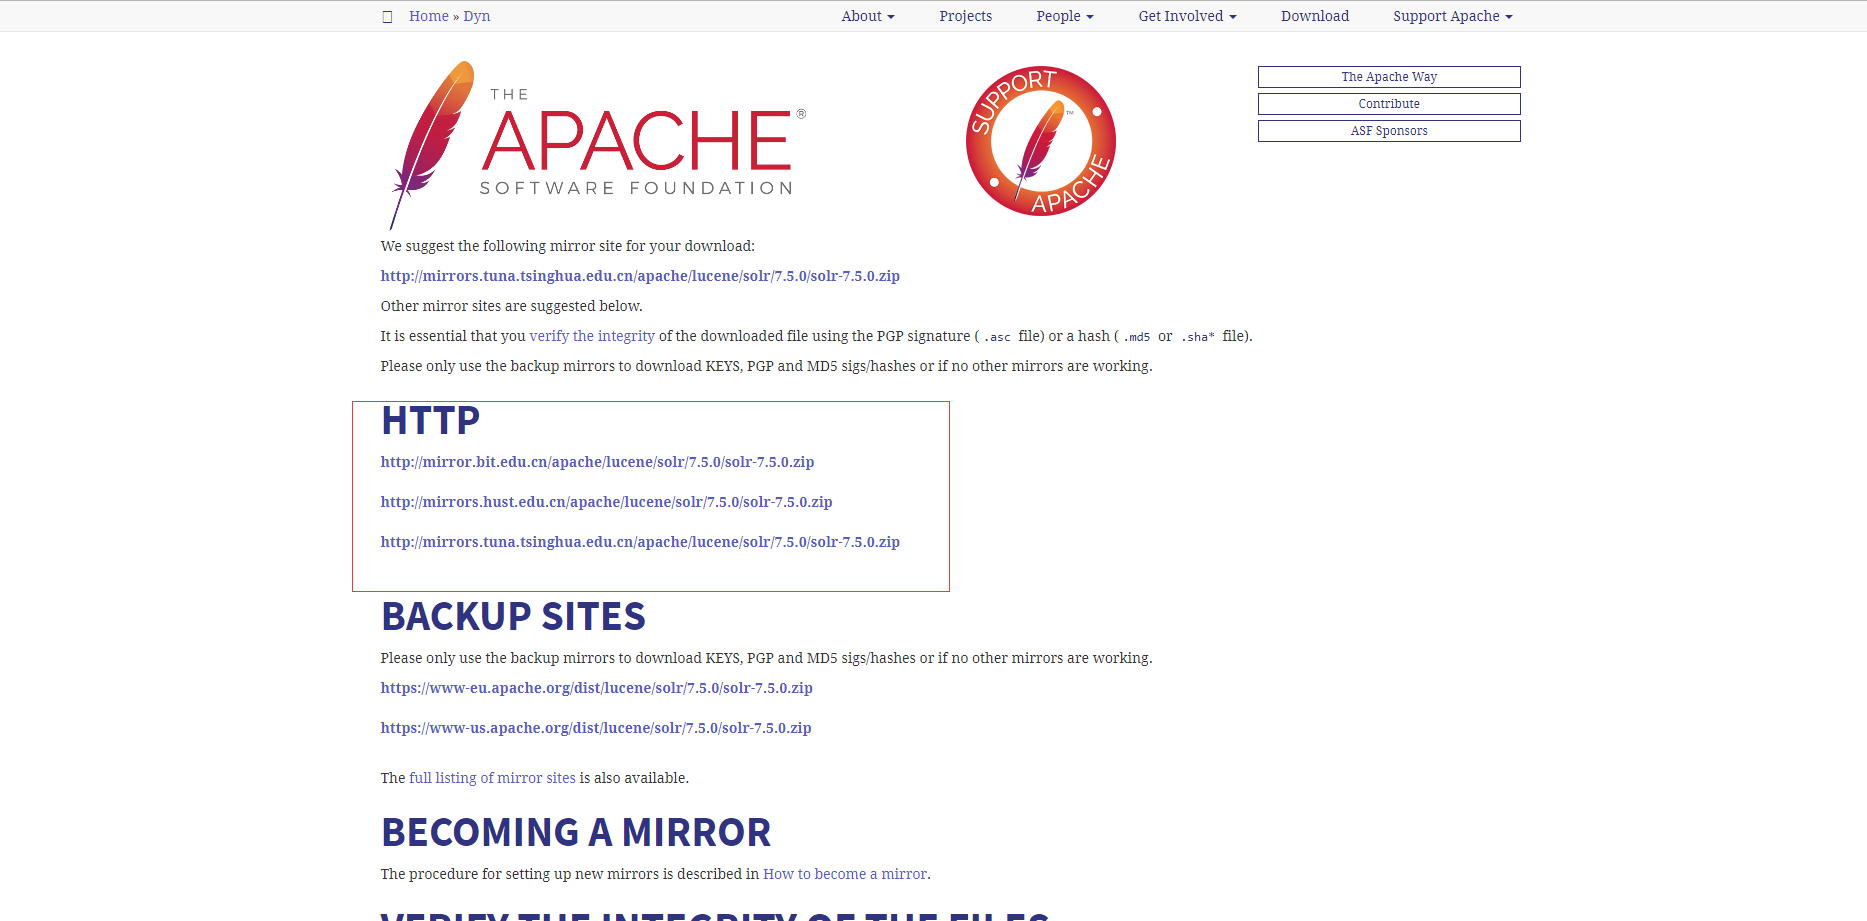 Home » Dyn About Projects People Get Involved Download Support Apache
THE
APACHE®
SOFTWARE FOUNDATION
SUPPORT
APACHE
™
The Apache Way
Contribute
ASF Sponsors
We suggest the following mirror site for your download:
http://mirrors.tuna.tsinghua.edu.cn/apache/lucene/solr/7.5.0/solr-7.5.0.zip
Other mirror sites are suggested below.
It is essential that you verify the integrity of the downloaded file using the PGP signature ( .asc file) or a hash ( .md5 or .sha* file).
Please only use the backup mirrors to download KEYS, PGP and MD5 sigs/hashes or if no other mirrors are working.
HTTP
http://mirror.bit.edu.cn/apache/lucene/solr/7.5.0/solr-7.5.0.zip
http://mirrors.hust.edu.cn/apache/lucene/solr/7.5.0/solr-7.5.0.zip
http://mirrors.tuna.tsinghua.edu.cn/apache/lucene/solr/7.5.0/solr-7.5.0.zip
BACKUP SITES
Please only use the backup mirrors to download KEYS, PGP and MD5 sigs/hashes or if no other mirrors are working.
https://www-eu.apache.org/dist/lucene/solr/7.5.0/solr-7.5.0.zip
https://www-us.apache.org/dist/lucene/solr/7.5.0/solr-7.5.0.zip
The full listing of mirror sites is also available.
BECOMING A MIRROR
The procedure for setting up new mirrors is described in How to become a mirror.
VERIFY THE INTEGRITY OF THE FILES